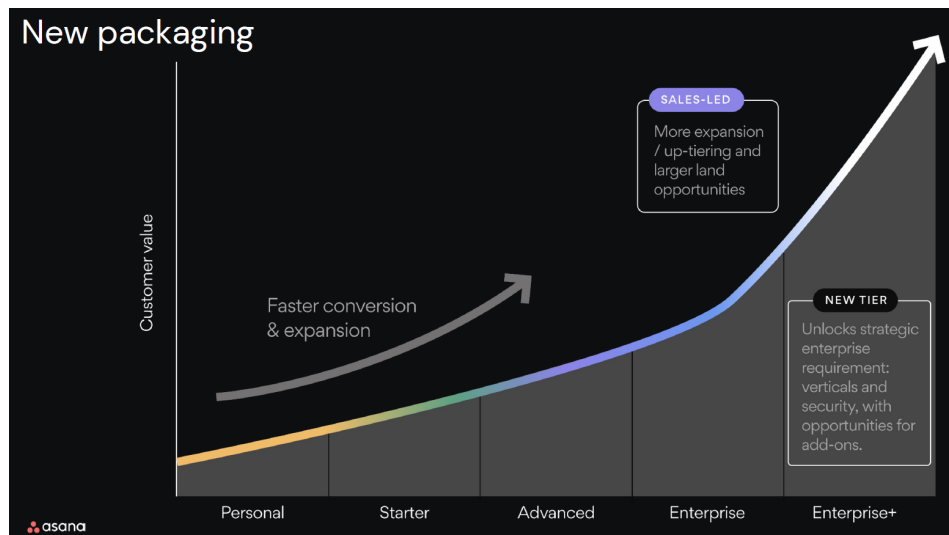 New packaging
SALES-LED
More expansion
/ up-tiering and
larger land
opportunities
Customer value
Faster conversion
& expansion
NEW TIER
Unlocks strategic
enterprise
requirement:
verticals and
security, with
opportunities for
add-ons.
Personal
Starter
Advanced
Enterprise
Enterprise+
asana